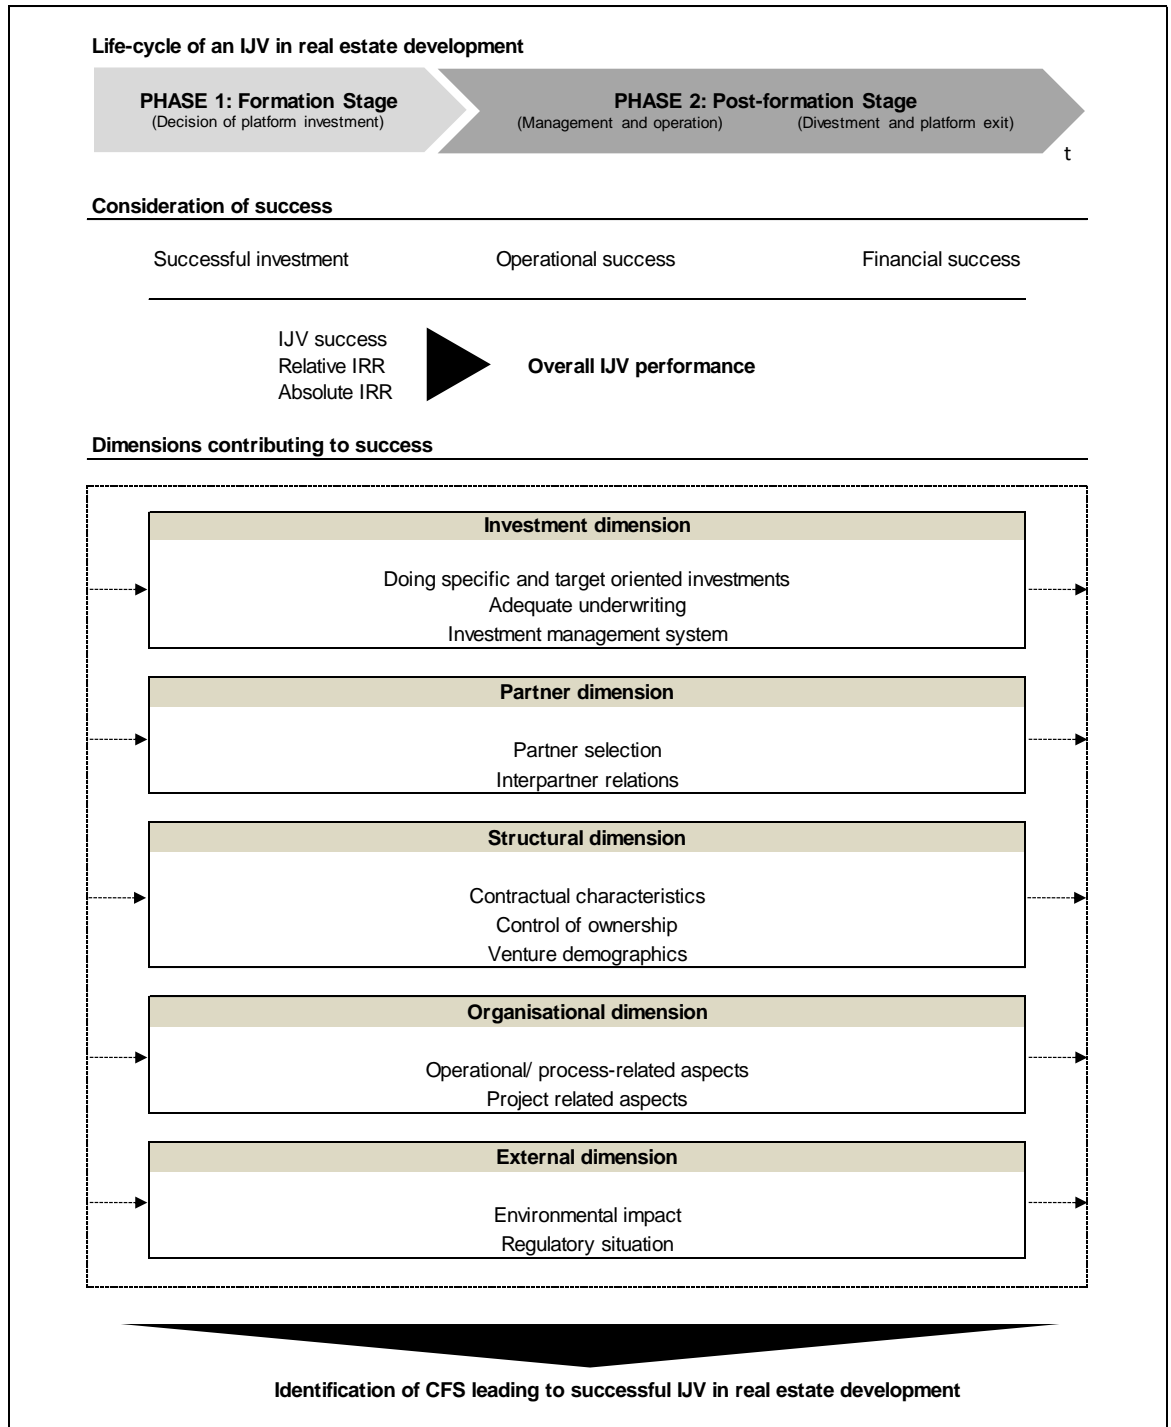 Life-cycle of an IJV in real estate development
PHASE 1: Formation Stage
(Decision of platform investment)
PHASE 2: Post-formation Stage
(Management and operation) (Divestment and platform exit)
t
Consideration of success
Successful investment Operational success Financial success
IJV success
Relative IRR
Absolute IRR
Overall IJV performance
Dimensions contributing to success
Investment dimension
Doing specific and target oriented investments
Adequate underwriting
Investment management system
Partner dimension
Partner selection
Interpartner relations
Structural dimension
Contractual characteristics
Control of ownership
Venture demographics
Organisational dimension
Operational/ process-related aspects
Project related aspects
External dimension
Environmental impact
Regulatory situation
Identification of CFS leading to successful IJV in real estate development